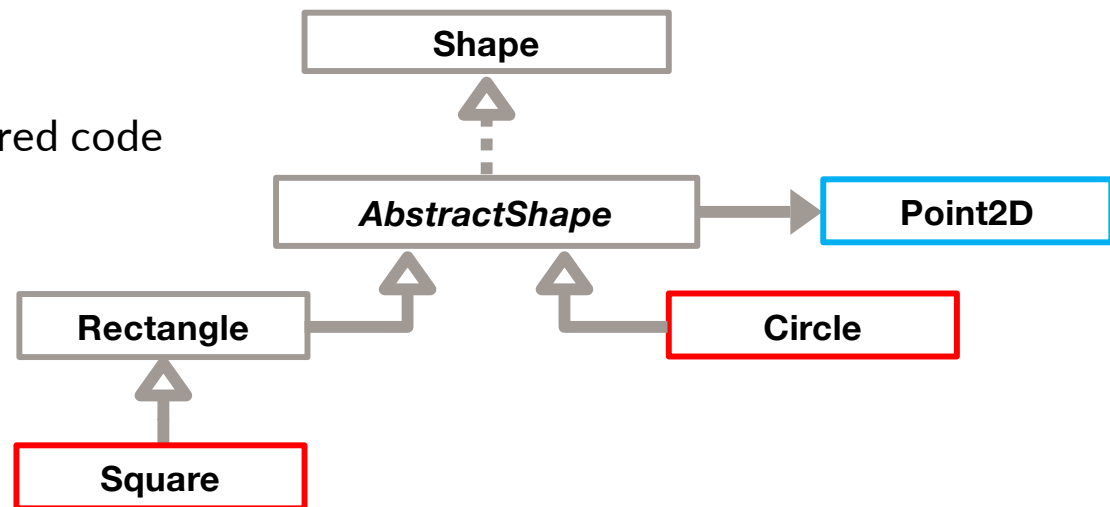 Shape
red code
AbstractShape
Point2D
Rectangle
Circle
Square